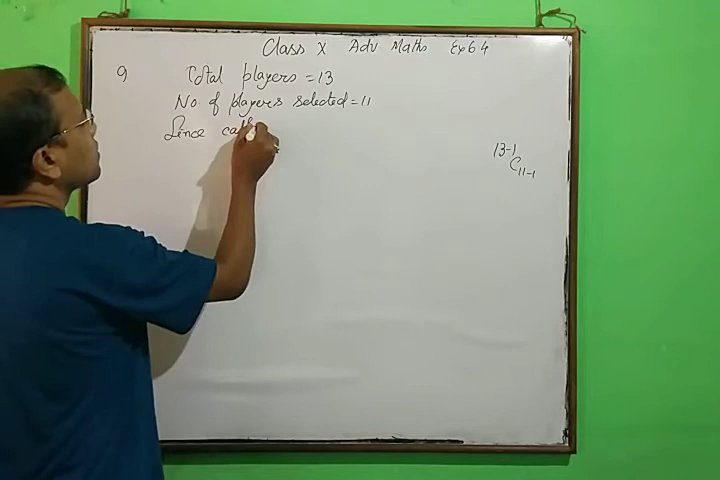 Class X Adv Maths Ex 6 4
9 Total players = 13
No of players selected = 11
Since
13-1
C 11-1